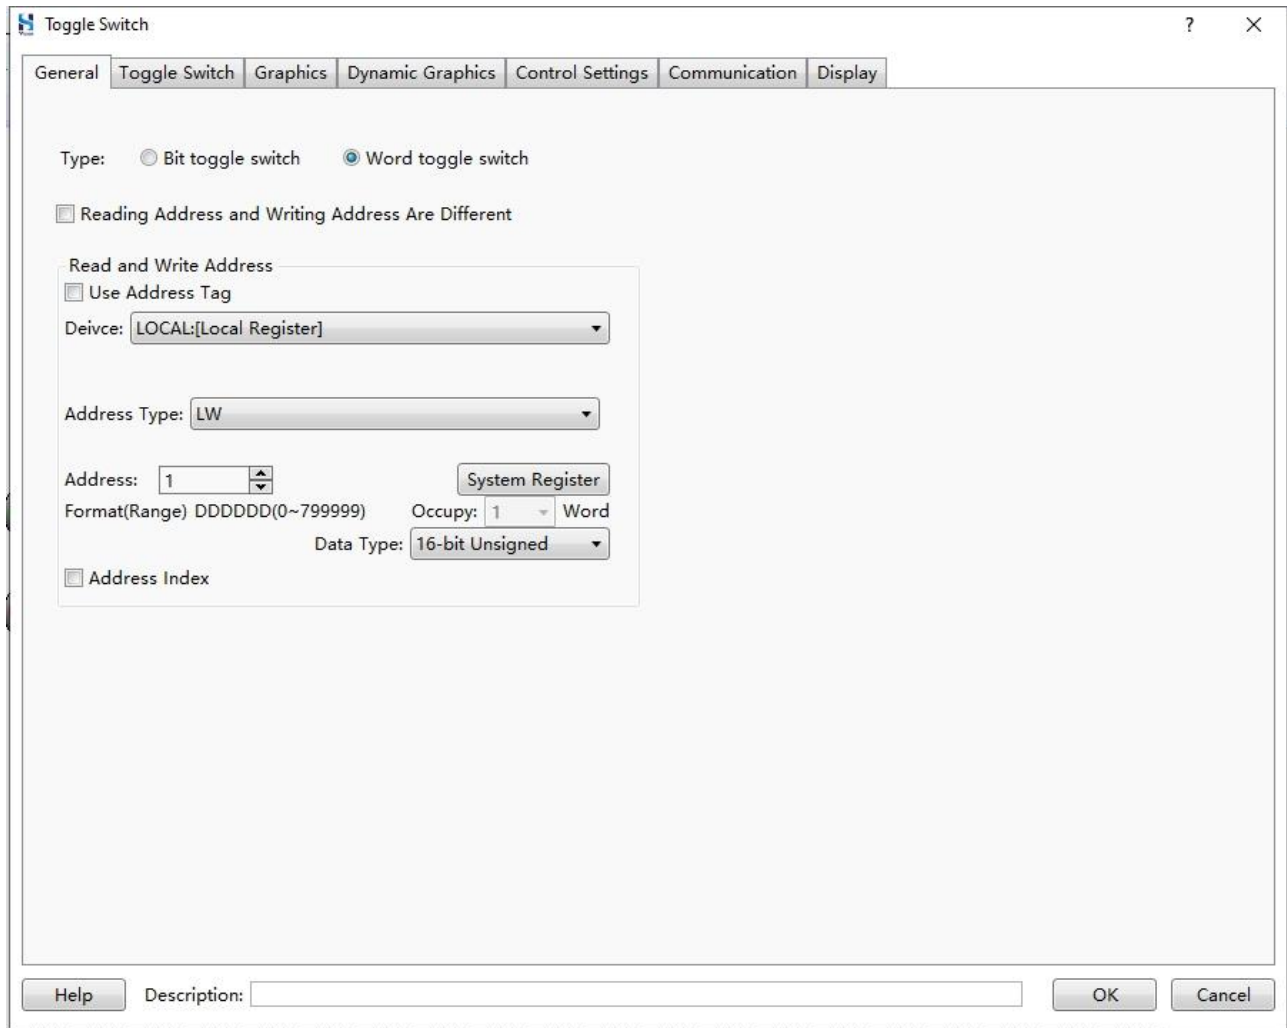 Toggle Switch ?
General Toggle Switch Graphics Dynamic Graphics Control Settings Communication Display
Type: Bit toggle switch Word toggle switch
Reading Address and Writing Address Are Different
Read and Write Address
Use Address Tag
Deivce: LOCAL:[Local Register]
Address Type: LW
Address: 1 System Register
Format(Range) DDDDDD(0~799999) Occupy: 1 Word
Data Type: 16-bit Unsigned
Address Index
Help Description: OK Cancel